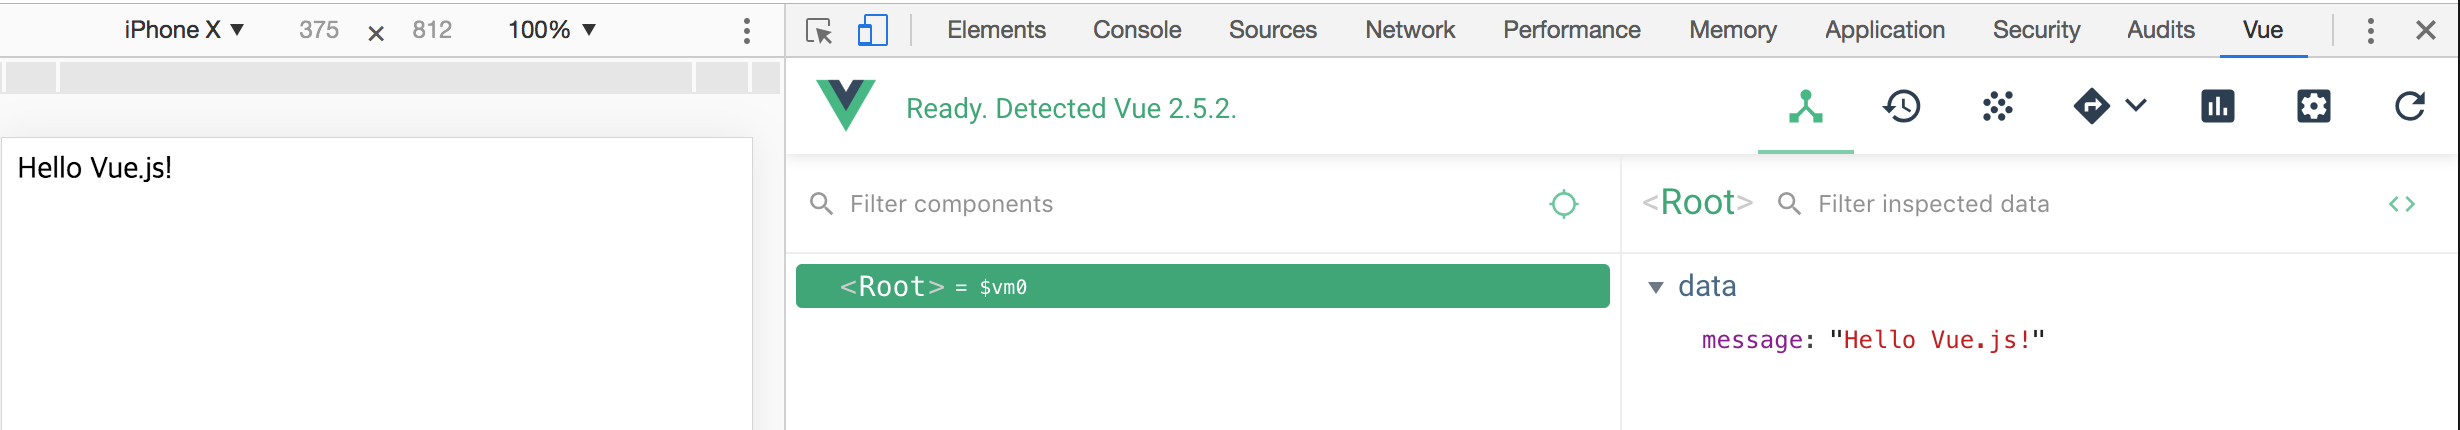 iPhone X ▼ 375 × 812 100% ▼
Elements Console Sources Network Performance Memory Application Security Audits Vue
Ready. Detected Vue 2.5.2.
Hello Vue.js!
Filter components
<Root> Filter inspected data
<Root> = $vm0
data
message: "Hello Vue.js!"